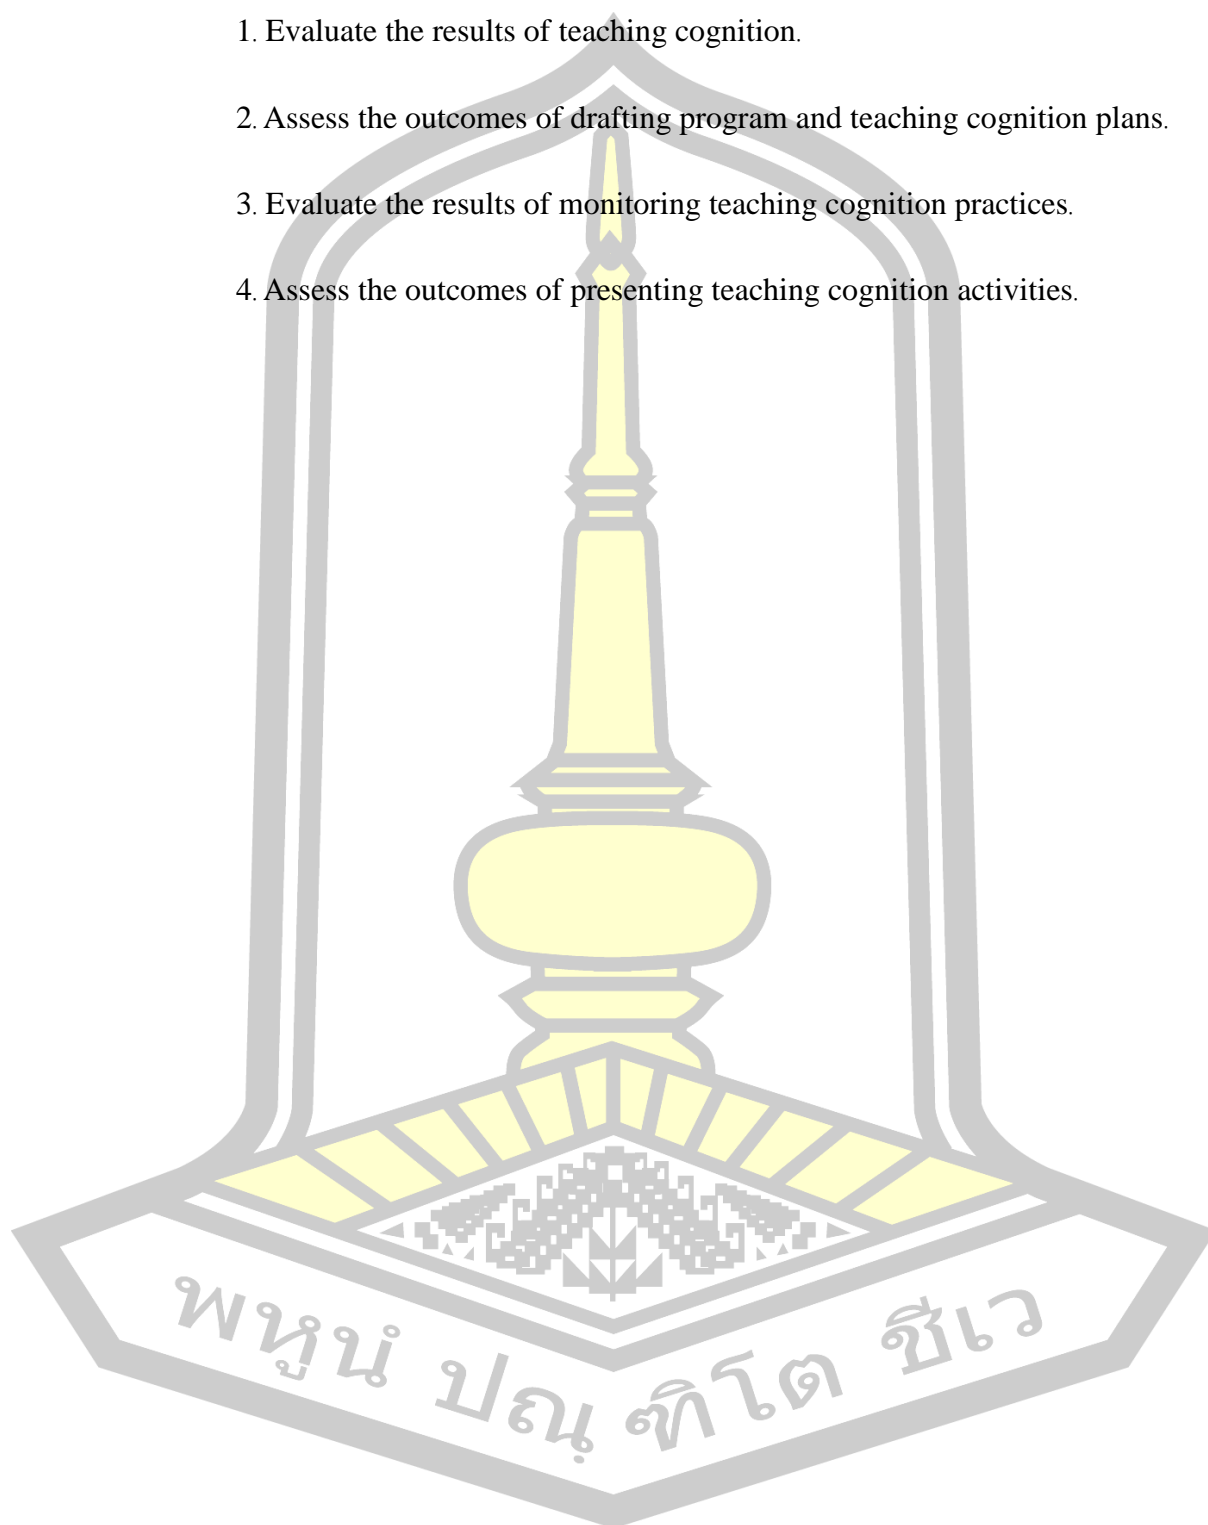 1. Evaluate the results of teaching cognition.
2. Assess the outcomes of drafting program and teaching cognition plans.
3. Evaluate the results of monitoring teaching cognition practices.
4. Assess the outcomes of presenting teaching cognition activities.
พหูนํ ปณฺฑิโต ชีเว